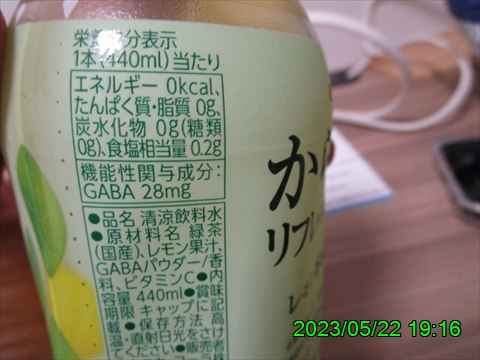 栄養成分表示
1本(440ml)当たり
エネルギー 0kcal、
たんぱく質・脂質 0g、
炭水化物 0g(糖類
0g)、食塩相当量 0.2g
機能性関与成分:
GABA 28mg
●品名 清涼飲料水
●原材料名 緑茶
(国産)、レモン果汁、
GABAパウダー/香
料、ビタミンC●内
容量 440ml●賞味
期限 キャップに記
載●保存方法 高
温・直射日光をさけ
てください●販売者
か
リフレ
レ
2023/05/22 19:16